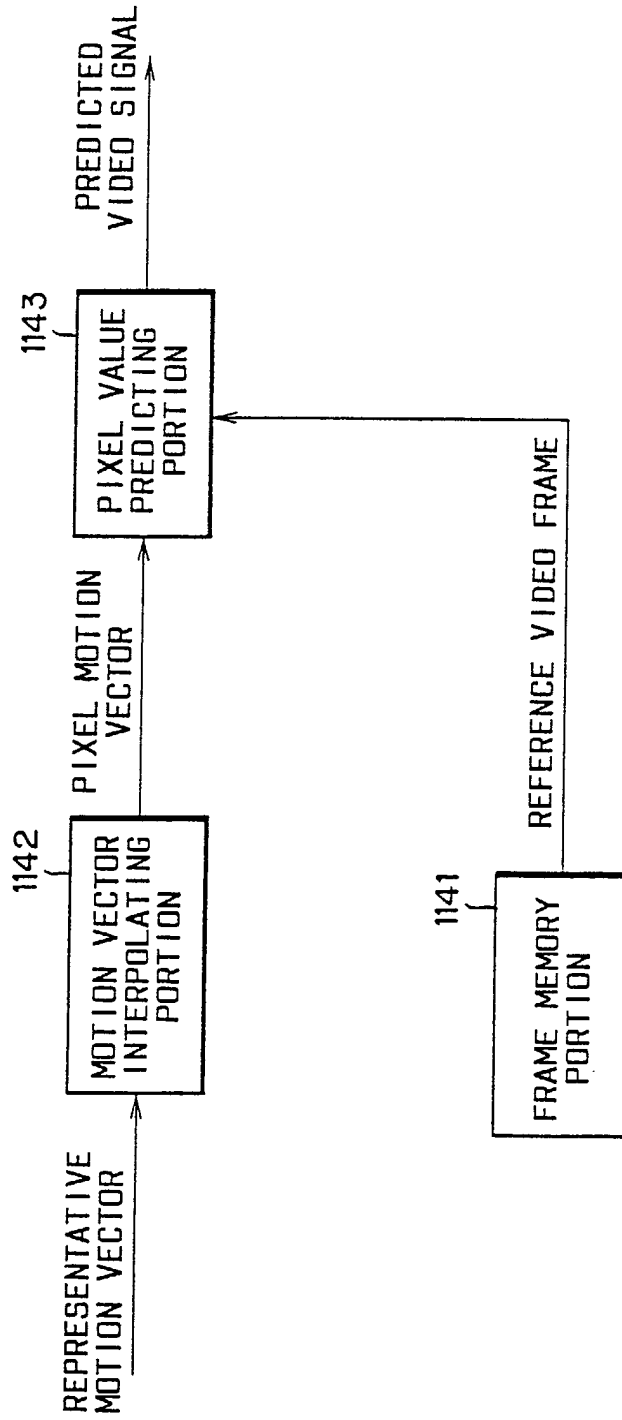 REPRESENTATIVE
MOTION VECTOR
1142
MOTION VECTOR
INTERPOLATING
PORTION
PIXEL MOTION
VECTOR
1143
PIXEL VALUE
PREDICTING
PORTION
PREDICTED
VIDEO SIGNAL
1141
FRAME MEMORY
PORTION
REFERENCE VIDEO FRAME